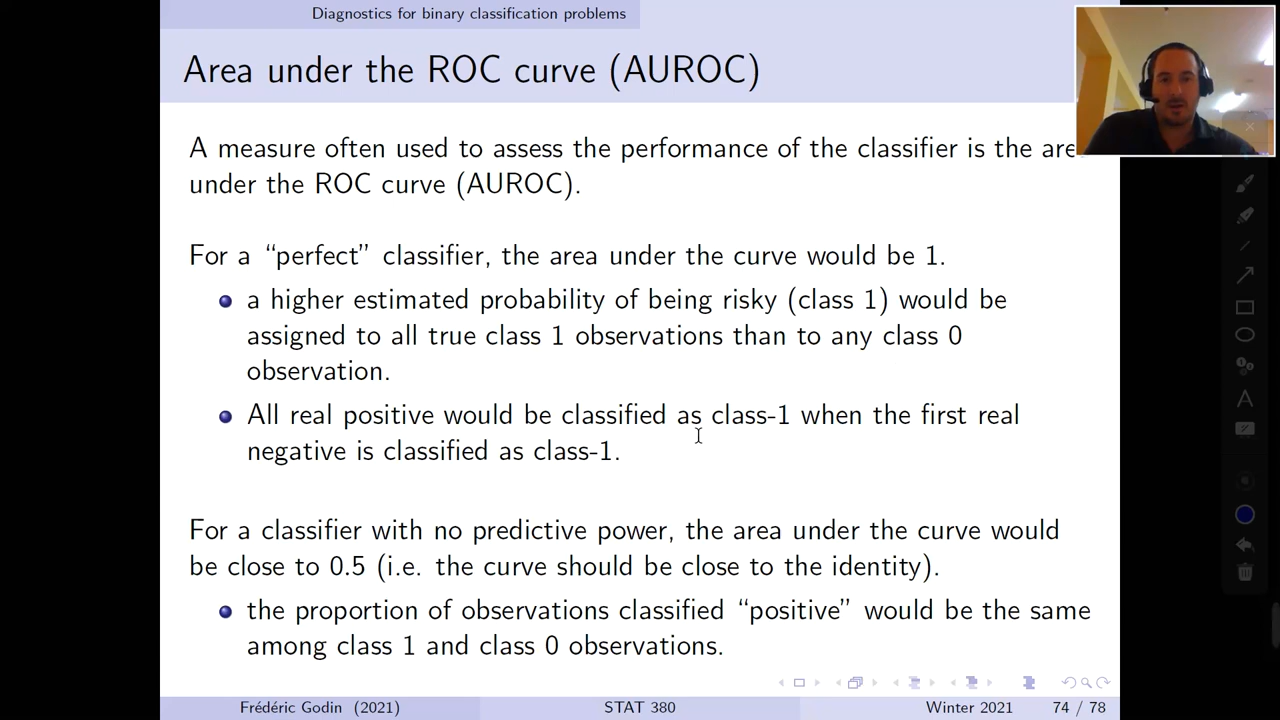 Diagnostics for binary classification problems
Area under the ROC curve (AUROC)
A measure often used to assess the performance of the classifier is the are
under the ROC curve (AUROC).
For a “perfect” classifier, the area under the curve would be 1.
a higher estimated probability of being risky (class 1) would be
assigned to all true class 1 observations than to any class 0
observation.
All real positive would be classified as class-1 when the first real
negative is classified as class-1.
For a classifier with no predictive power, the area under the curve would
be close to 0.5 (i.e. the curve should be close to the identity).
the proportion of observations classified “positive” would be the same
among class 1 and class 0 observations.
Frédéric Godin (2021) STAT 380 Winter 2021 74 / 78